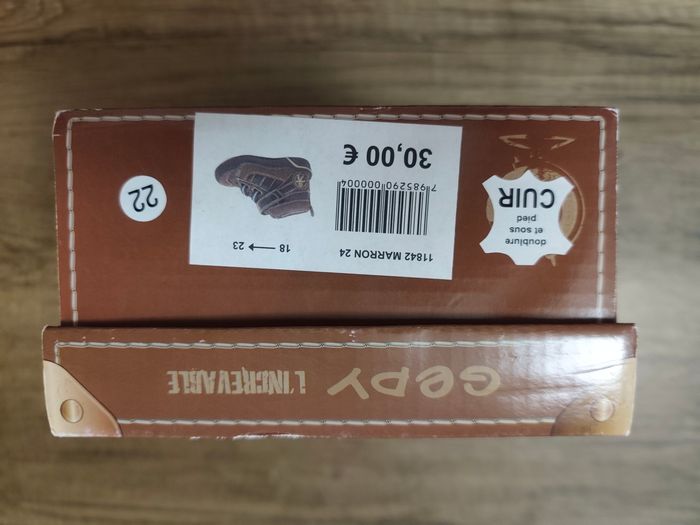 GePY L'INCREVABLE
18 → 23
11842 MARRON 24
7 985290 000004
30,00 €
doublure
et sous
pied
CUIR
22